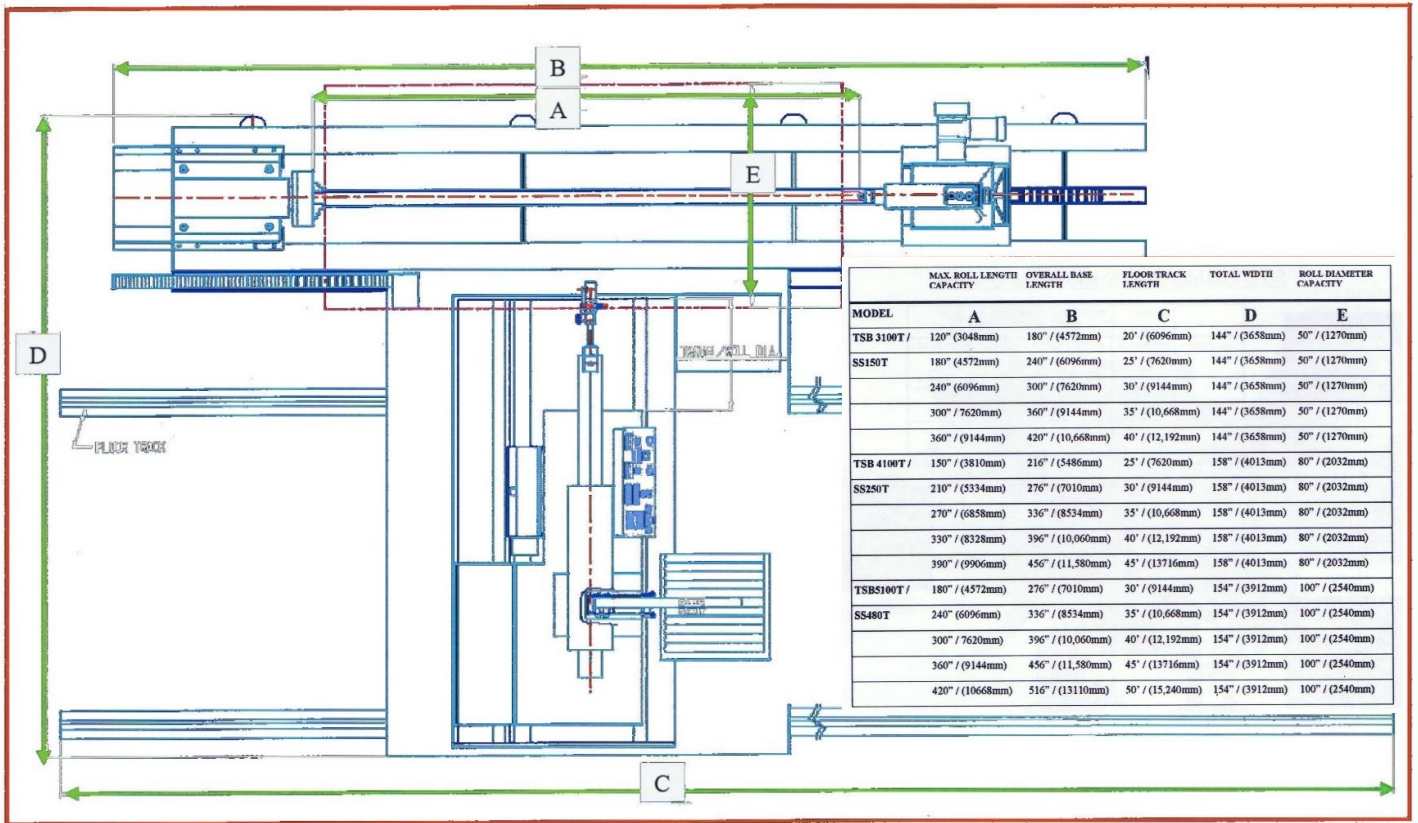 B
A
E
D
FLOOR TRACK
C
MAX. ROLL LENGTH CAPACITY OVERALL BASE LENGTH FLOOR TRACK LENGTH TOTAL WIDTH ROLL DIAMETER CAPACITY
MODEL A B C D E
TSB 3100T / 120" (3048mm) 180" / (4572mm) 20' / (6096mm) 144" / (3658mm) 50" / (1270mm)
SS150T 180" (4572mm) 240" / (6096mm) 25' / (7620mm) 144" / (3658mm) 50" / (1270mm)
240" (6096mm) 300" / (7620mm) 30' / (9144mm) 144" / (3658mm) 50" / (1270mm)
300" / 7620mm) 360" / (9144mm) 35' / (10,668mm) 144" / (3658mm) 50" / (1270mm)
360" / (9144mm) 420" / (10,668mm) 40' / (12,192mm) 144" / (3658mm) 50" / (1270mm)
TSB 4100T / 150" / (3810mm) 216" / (5486mm) 25' / (7620mm) 158" / (4013mm) 80" / (2032mm)
SS250T 210" / (5334mm) 276" / (7010mm) 30' / (9144mm) 158" / (4013mm) 80" / (2032mm)
270" / (6858mm) 336" / (8534mm) 35' / (10,668mm) 158" / (4013mm) 80" / (2032mm)
330" / (8328mm) 396" / (10,060mm) 40' / (12,192mm) 158" / (4013mm) 80" / (2032mm)
390" / (9906mm) 456" / (11,580mm) 45' / (13716mm) 158" / (4013mm) 80" / (2032mm)
TSB5100T / 180" / (4572mm) 276" / (7010mm) 30' / (9144mm) 154" / (3912mm) 100" / (2540mm)
SS480T 240" (6096mm) 336" / (8534mm) 35' / (10,668mm) 154" / (3912mm) 100" / (2540mm)
300" / 7620mm) 396" / (10,060mm) 40' / (12,192mm) 154" / (3912mm) 100" / (2540mm)
360" / (9144mm) 456" / (11,580mm) 45' / (13716mm) 154" / (3912mm) 100" / (2540mm)
420" / (10668mm) 516" / (13110mm) 50' / (15,240mm) 154" / (3912mm) 100" / (2540mm)